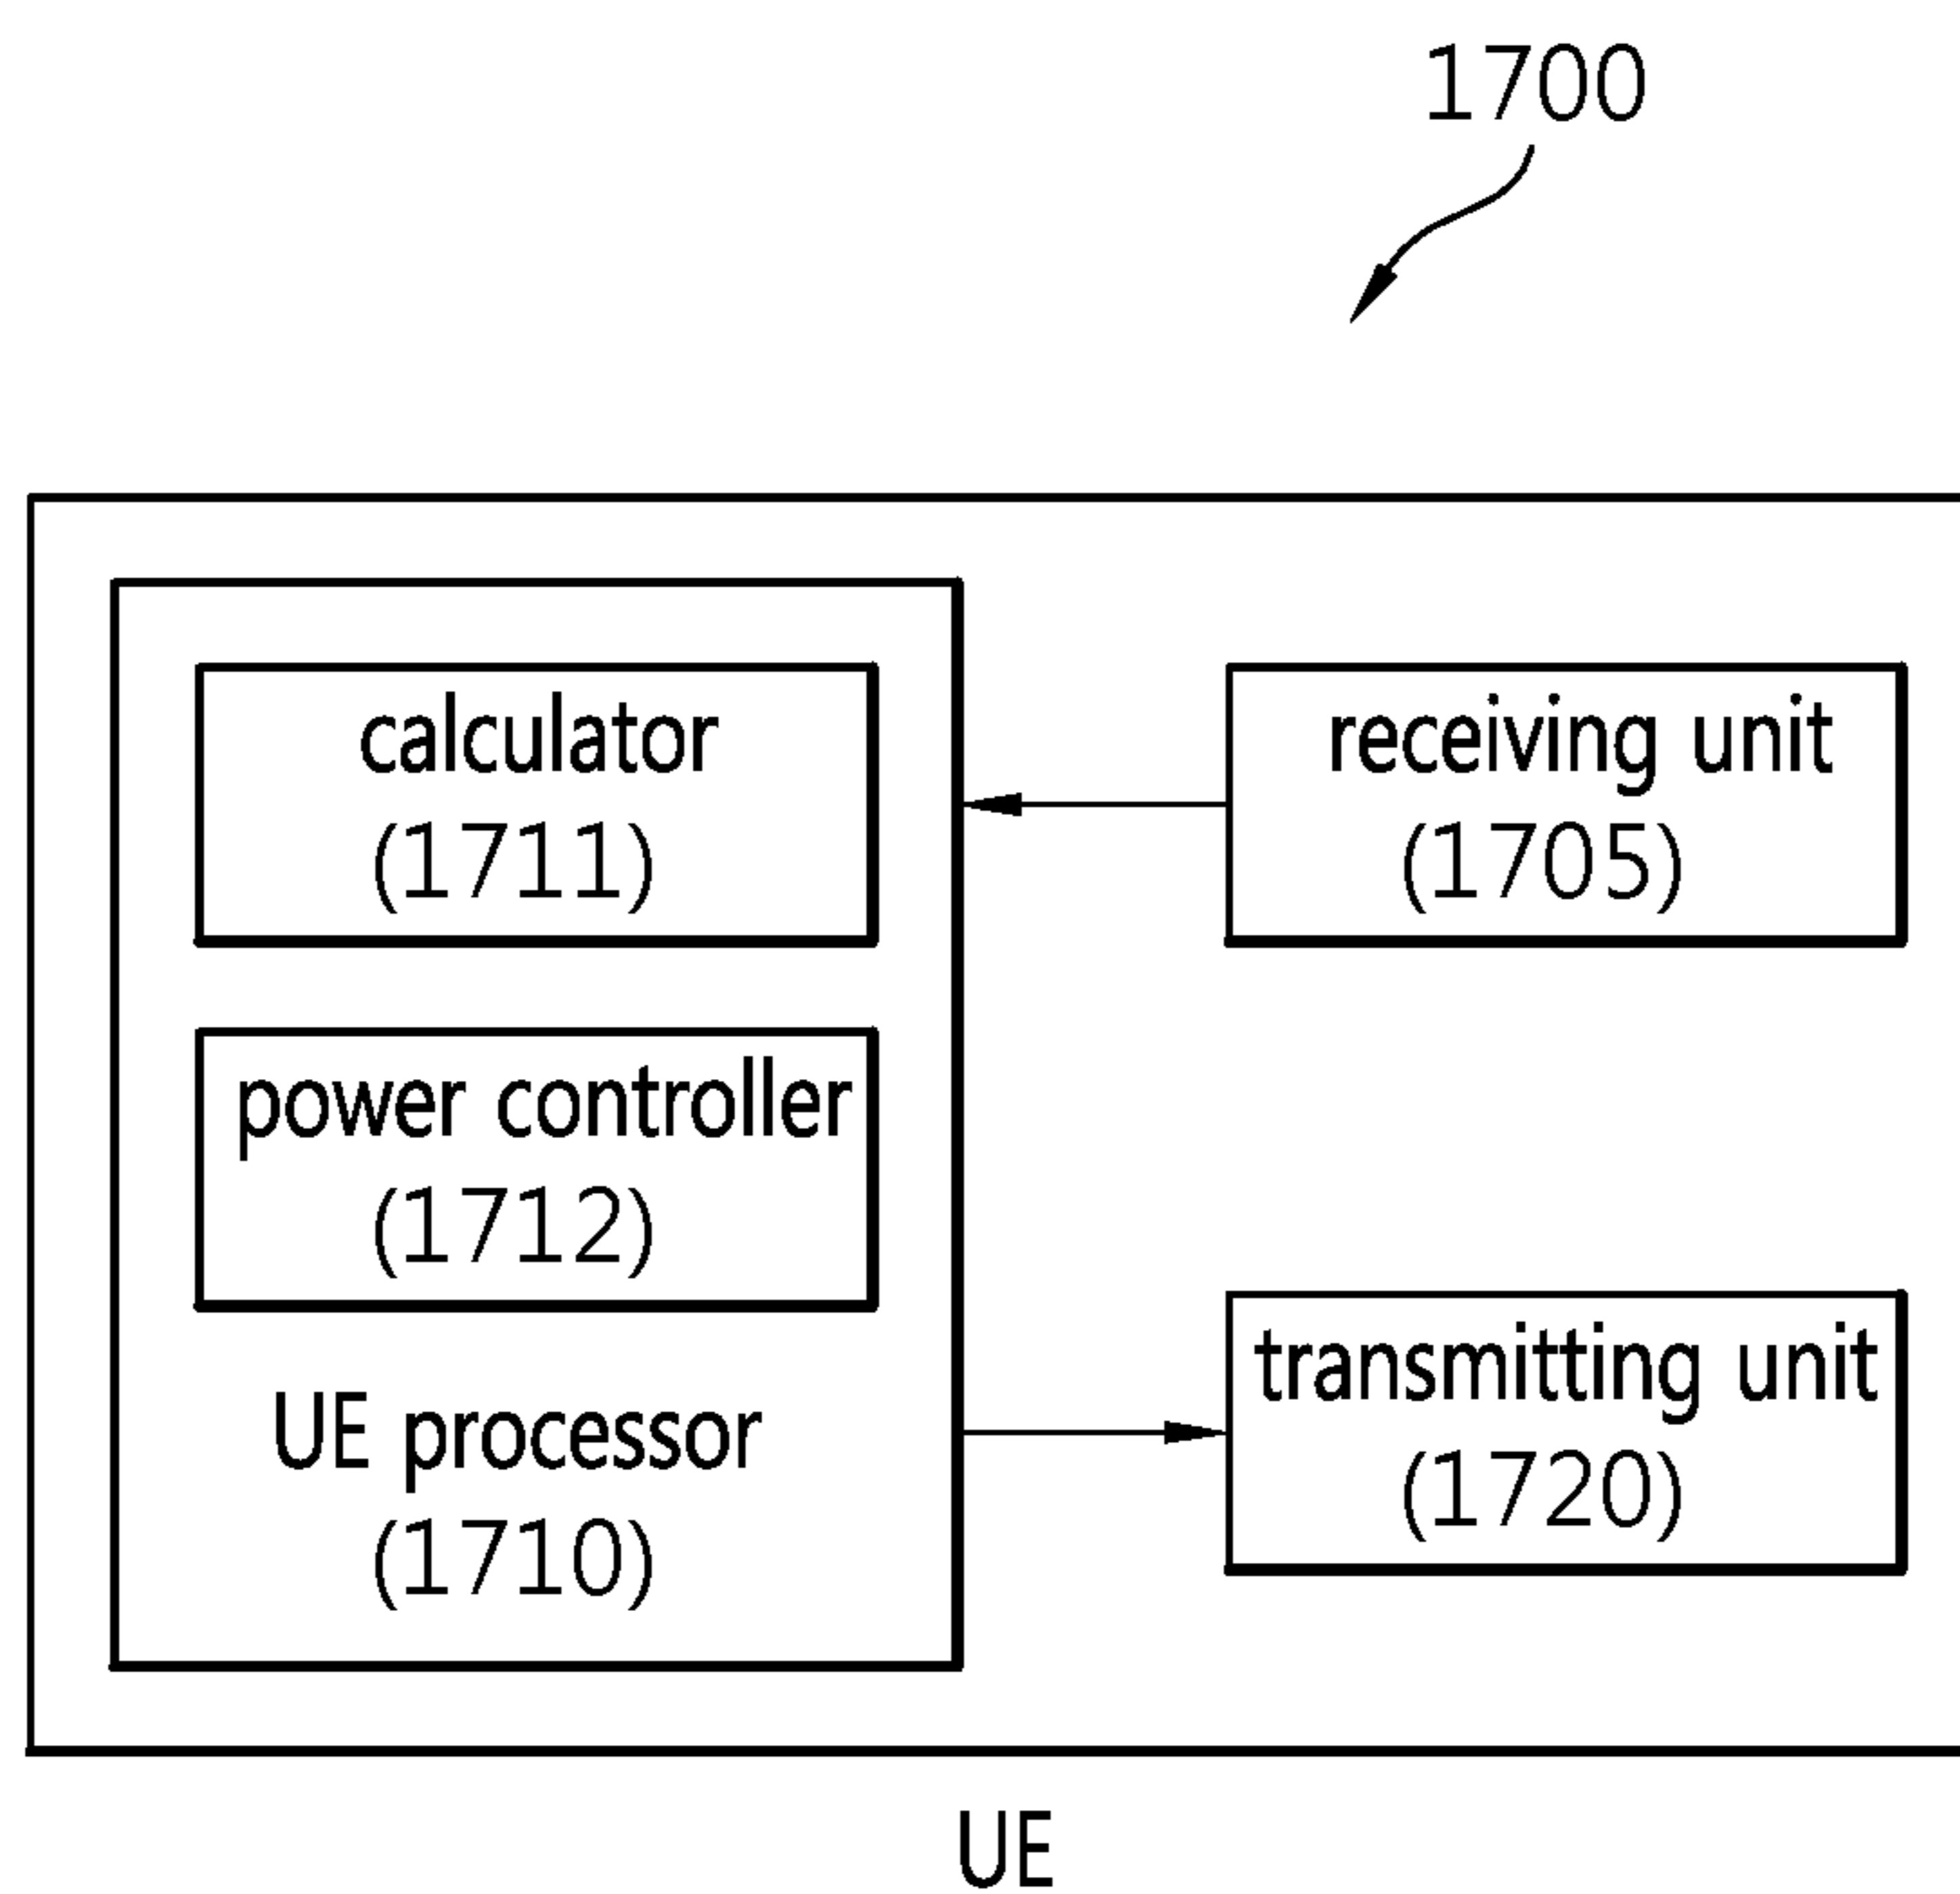 1700
calculator
(1711)
receiving unit
(1705)
power controller
(1712)
transmitting unit
(1720)
UE processor
(1710)
UE